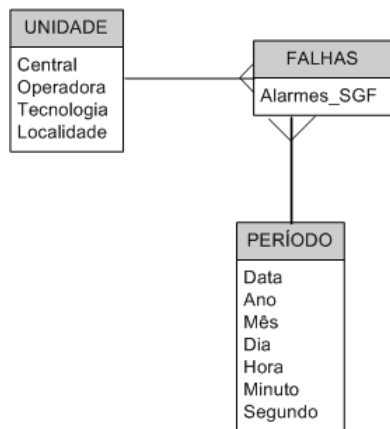 UNIDADE
Central
Operadora
Tecnologia
Localidade
FALHAS
Alarmes_SGF
PERÍODO
Data
Ano
Mês
Dia
Hora
Minuto
Segundo